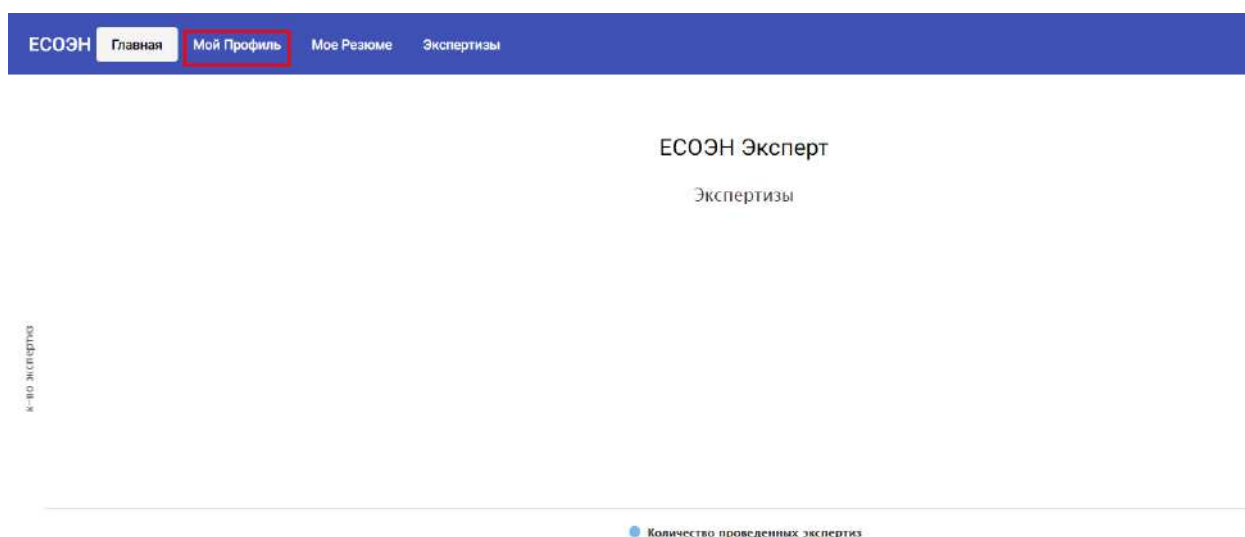 ЕСОЭН Главная Мой Профиль Мое Резюме Экспертизы
ЕСОЭН Эксперт
Экспертизы
к-во экспертиз
Количество проведенных экспертиз